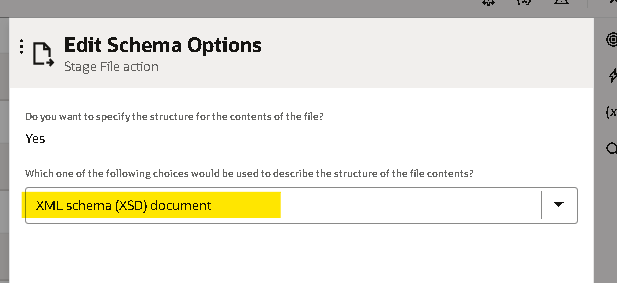 Edit Schema Options
Stage File action
Do you want to specify the structure for the contents of the file?
Yes
Which one of the following choices would be used to describe the structure of the file contents?
XML schema (XSD) document